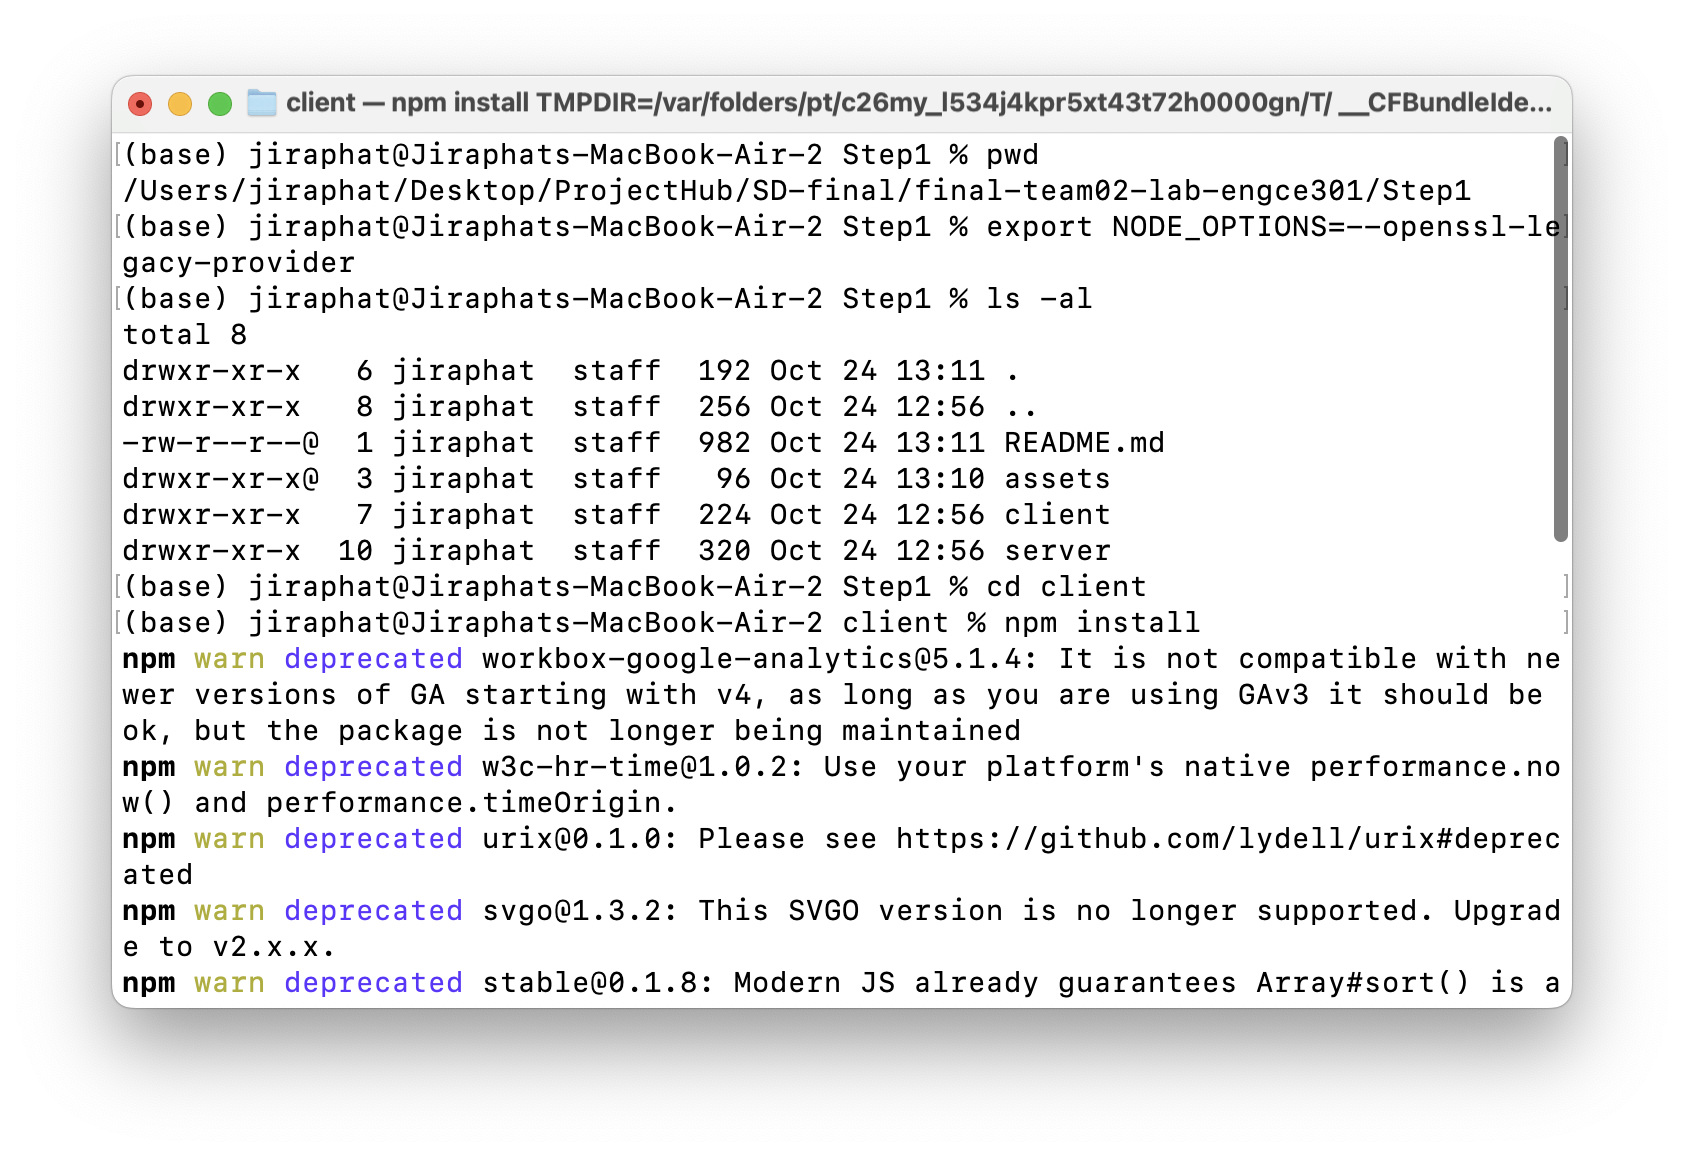 client — npm install TMPDIR=/var/folders/pt/c26my_l534j4kpr5xt43t72h0000gn/T/ __CFBundleIde...
[(base) jiraphat@Jiraphats-MacBook-Air-2 Step1 % pwd ]
/Users/jiraphat/Desktop/ProjectHub/SD-final/final-team02-lab-engce301/Step1
[(base) jiraphat@Jiraphats-MacBook-Air-2 Step1 % export NODE_OPTIONS=--openssl-le]
gacy-provider
[(base) jiraphat@Jiraphats-MacBook-Air-2 Step1 % ls -al ]
total 8
drwxr-xr-x   6 jiraphat  staff  192 Oct 24 13:11 .
drwxr-xr-x   8 jiraphat  staff  256 Oct 24 12:56 ..
-rw-r--r--@  1 jiraphat  staff  982 Oct 24 13:11 README.md
drwxr-xr-x@  3 jiraphat  staff   96 Oct 24 13:10 assets
drwxr-xr-x   7 jiraphat  staff  224 Oct 24 12:56 client
drwxr-xr-x  10 jiraphat  staff  320 Oct 24 12:56 server
[(base) jiraphat@Jiraphats-MacBook-Air-2 Step1 % cd client ]
[(base) jiraphat@Jiraphats-MacBook-Air-2 client % npm install ]
npm warn deprecated workbox-google-analytics@5.1.4: It is not compatible with ne
wer versions of GA starting with v4, as long as you are using GAv3 it should be
ok, but the package is not longer being maintained
npm warn deprecated w3c-hr-time@1.0.2: Use your platform's native performance.no
w() and performance.timeOrigin.
npm warn deprecated urix@0.1.0: Please see https://github.com/lydell/urix#deprec
ated
npm warn deprecated svgo@1.3.2: This SVGO version is no longer supported. Upgrad
e to v2.x.x.
npm warn deprecated stable@0.1.8: Modern JS already guarantees Array#sort() is a